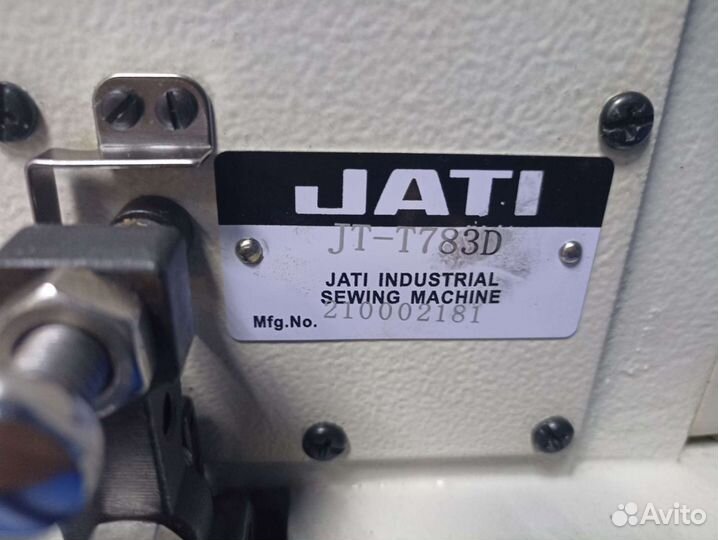 JATI
JT-T783D
JATI INDUSTRIAL
SEWING MACHINE
Mfg.No. 210002181
Avito